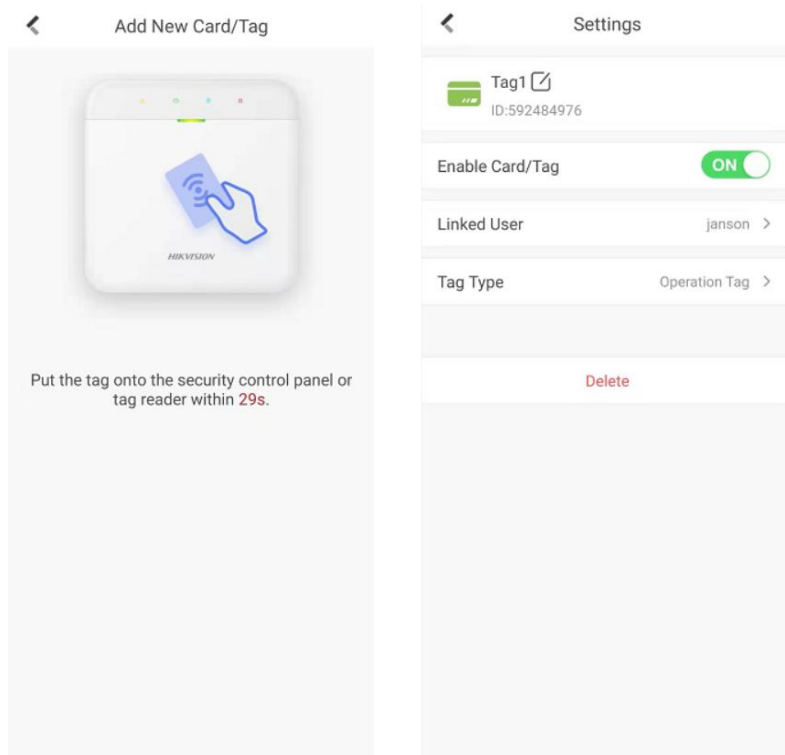 Add New Card/Tag
HIKVISION
Put the tag onto the security control panel or
tag reader within 29s.
Settings
Tag1
ID:592484976
Enable Card/Tag ON
Linked User janson
Tag Type Operation Tag
Delete